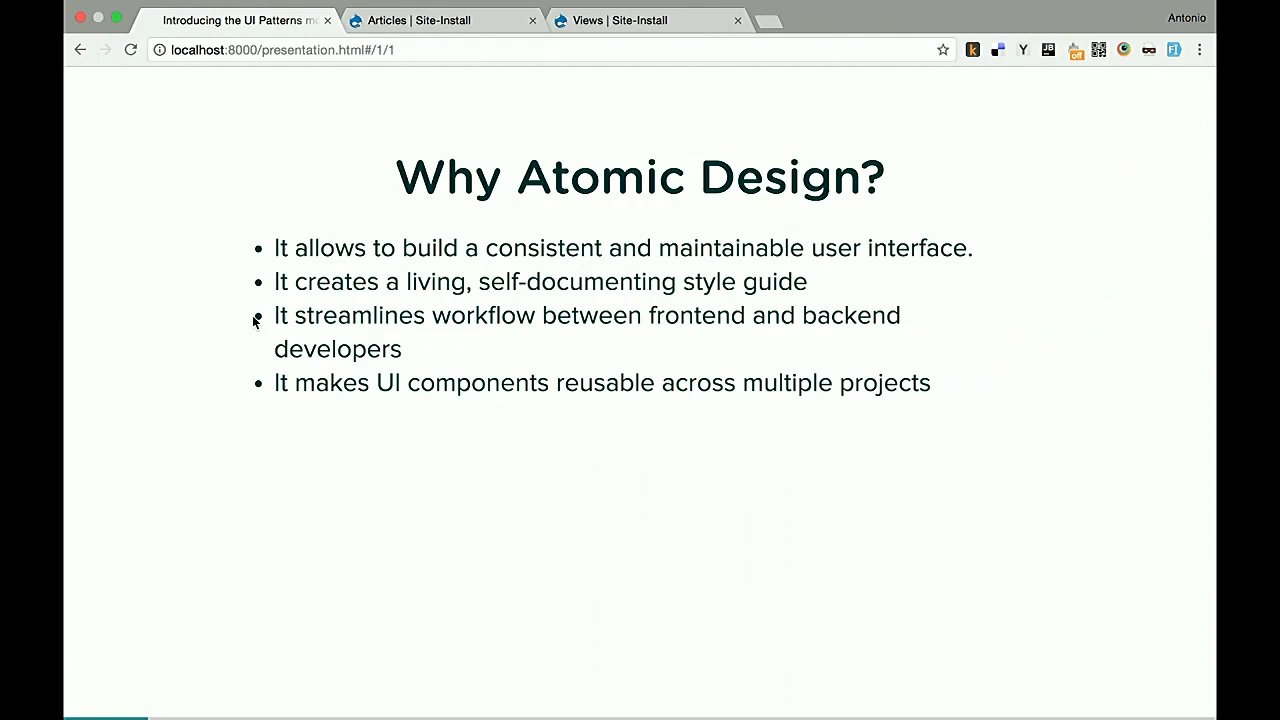 Introducing the UI Patterns mo
Articles | Site-Install
Views | Site-Install
Antonio
localhost:8000/presentation.html#/1/1
Why Atomic Design?
• It allows to build a consistent and maintainable user interface.
• It creates a living, self-documenting style guide
• It streamlines workflow between frontend and backend
developers
• It makes UI components reusable across multiple projects